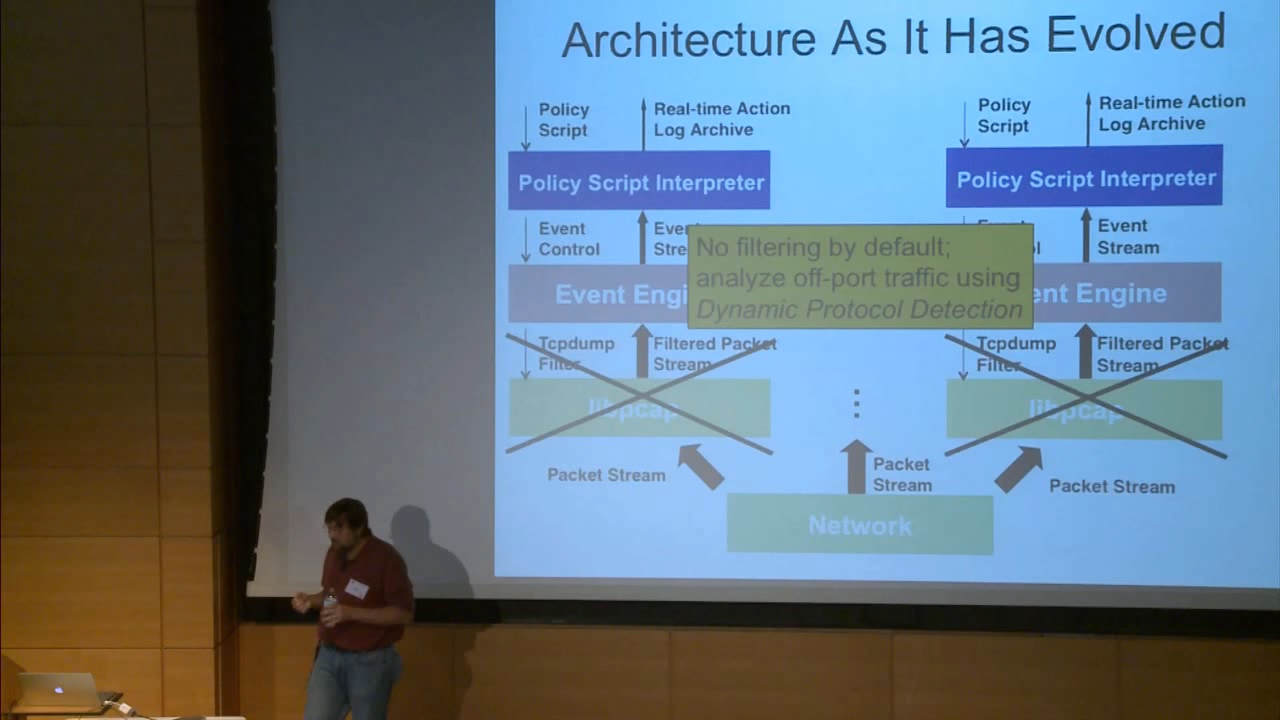 Architecture As It Has Evolved
Policy
Script
Real-time Action
Log Archive
Policy
Script
Real-time Action
Log Archive
Policy Script Interpreter
Policy Script Interpreter
Event
Control
Event
Stre
Event
Stream
No filtering by default;
analyze off-port traffic using
Dynamic Protocol Detection
Event Engi
ent Engine
Tcpdump
Filter
Filtered Packet
Stream
Tcpdump
Filter
Filtered Packet
Stream
libpcap
libpcap
Packet Stream
Packet
Stream
Packet Stream
Network